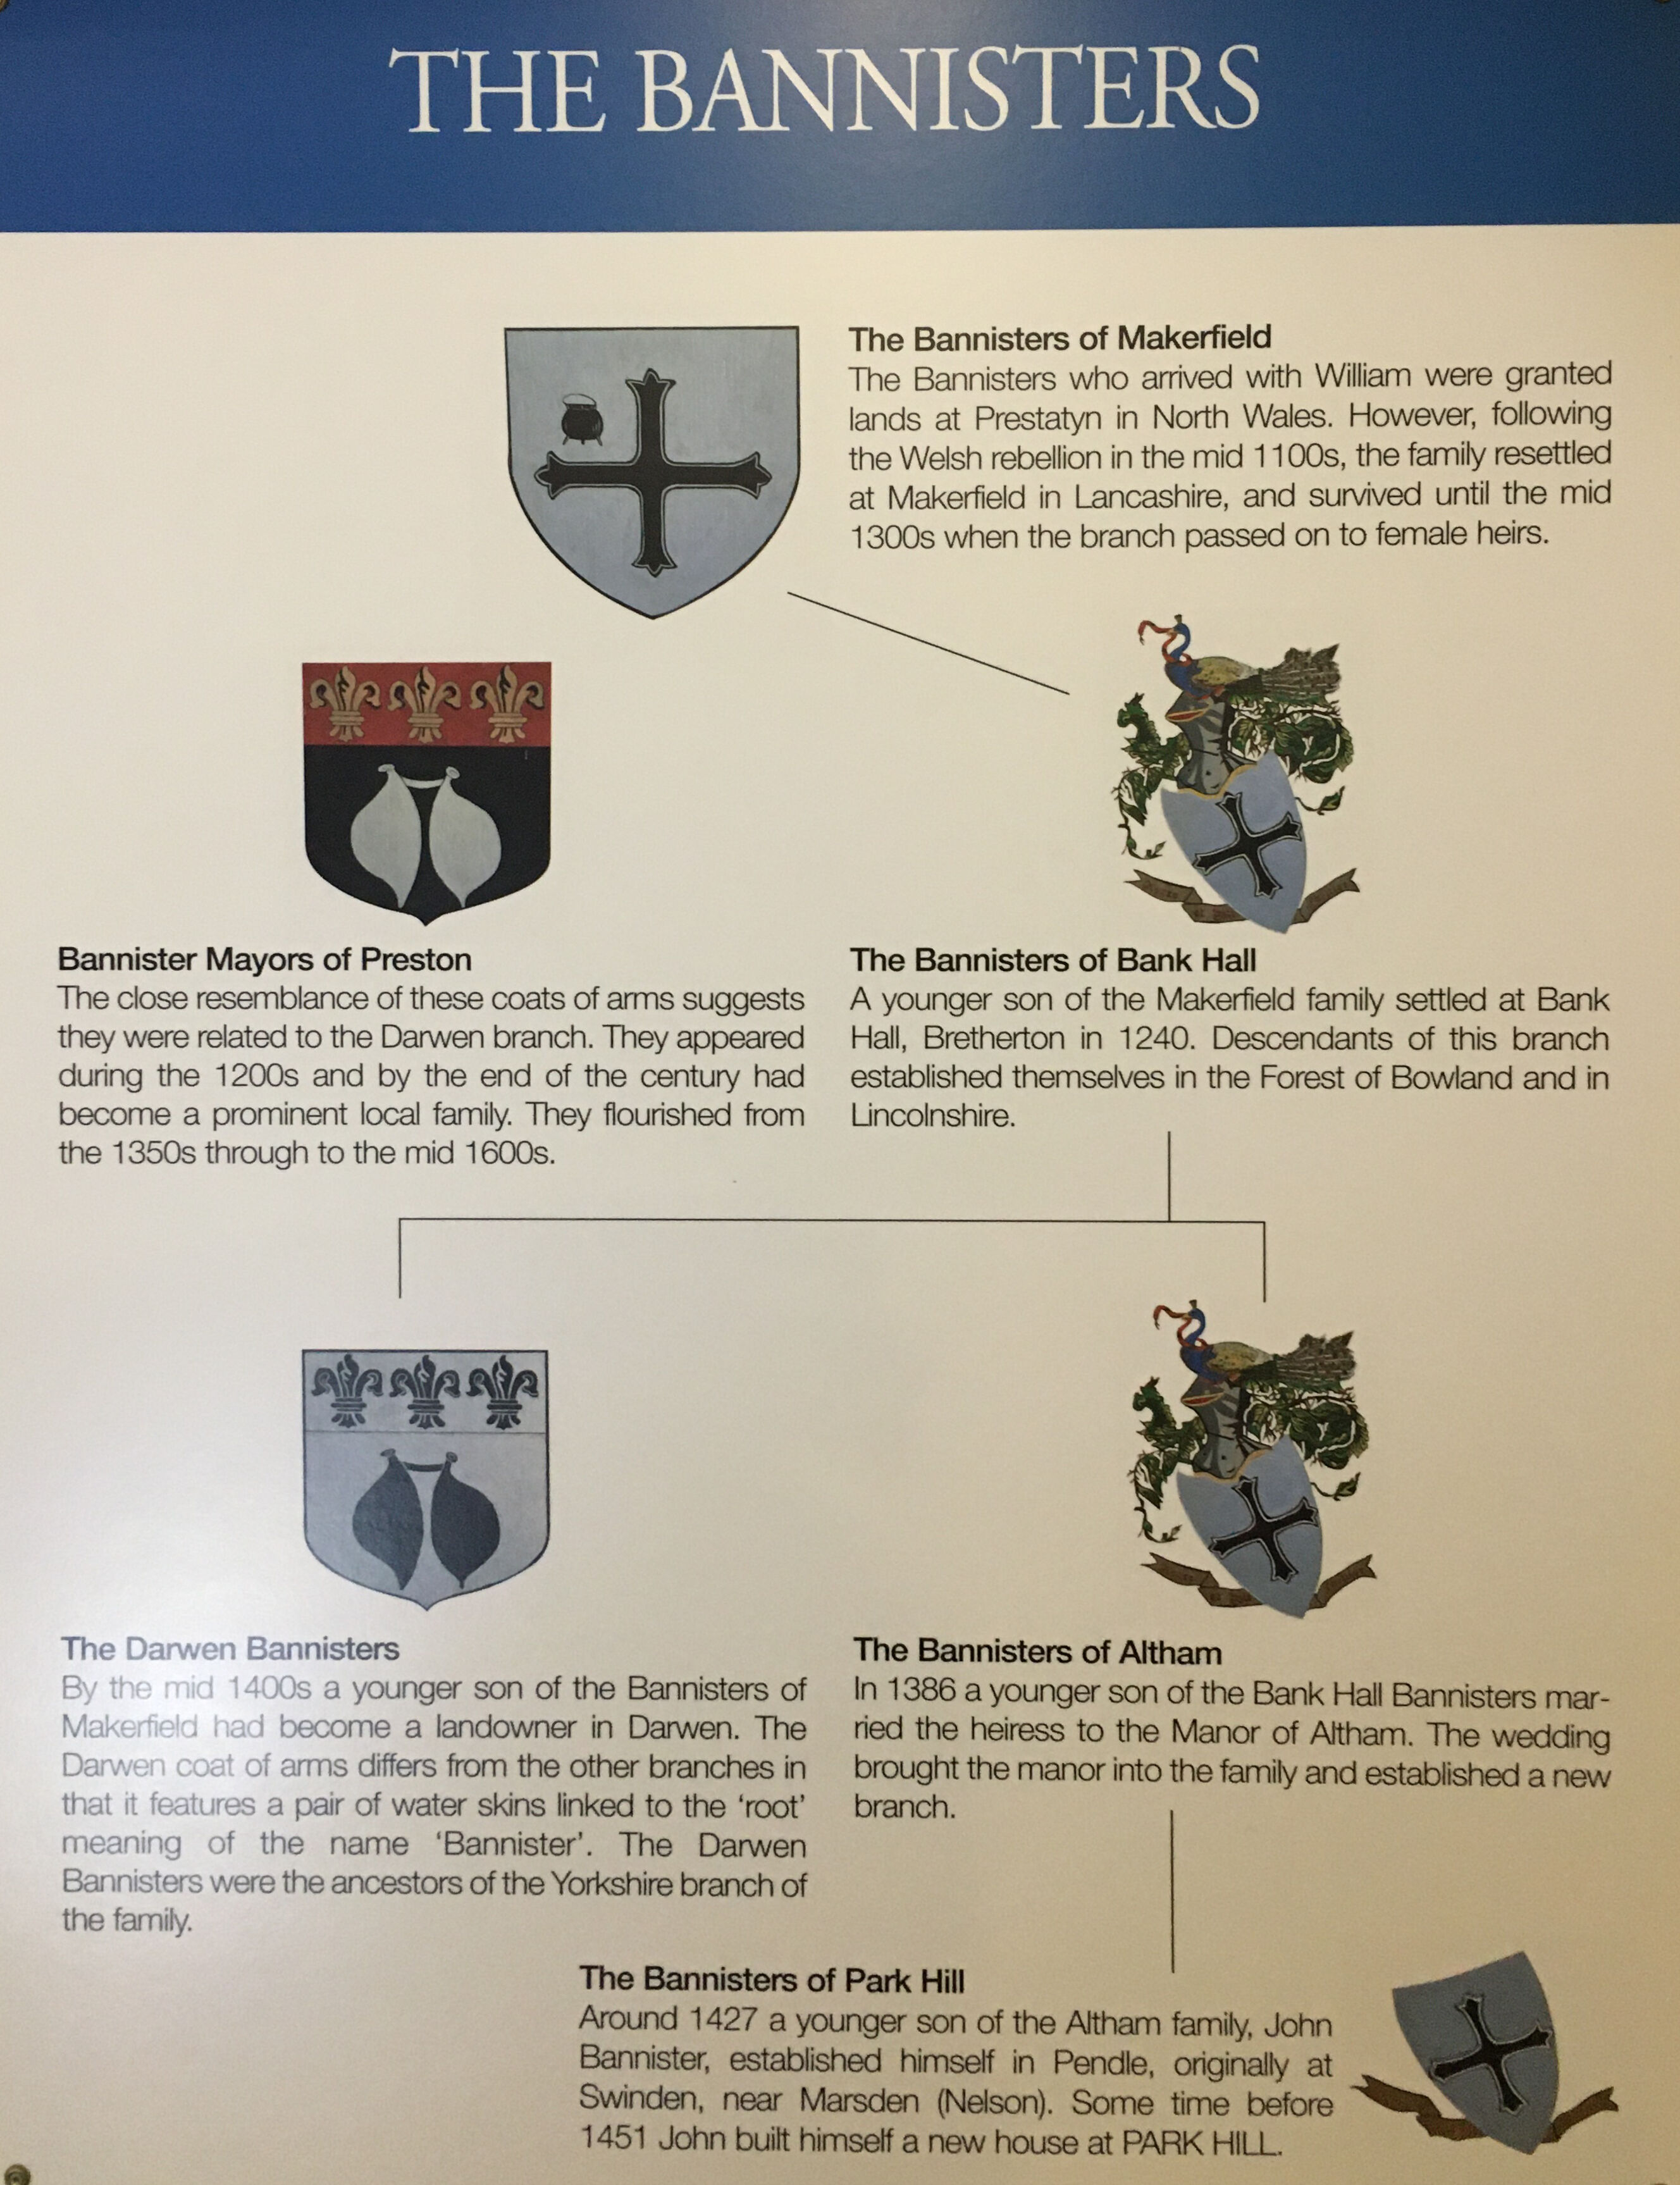 THE BANNISTERS
The Bannisters of Makerfield
The Bannisters who arrived with William were granted
lands at Prestatyn in North Wales. However, following
the Welsh rebellion in the mid 1100s, the family resettled
at Makerfield in Lancashire, and survived until the mid
1300s when the branch passed on to female heirs.
Bannister Mayors of Preston
The close resemblance of these coats of arms suggests
they were related to the Darwen branch. They appeared
during the 1200s and by the end of the century had
become a prominent local family. They flourished from
the 1350s through to the mid 1600s.
The Bannisters of Bank Hall
A younger son of the Makerfield family settled at Bank
Hall, Bretherton in 1240. Descendants of this branch
established themselves in the Forest of Bowland and in
Lincolnshire.
The Darwen Bannisters
By the mid 1400s a younger son of the Bannisters of
Makerfield had become a landowner in Darwen. The
Darwen coat of arms differs from the other branches in
that it features a pair of water skins linked to the ‘root’
meaning of the name ‘Bannister’. The Darwen
Bannisters were the ancestors of the Yorkshire branch of
the family.
The Bannisters of Altham
In 1386 a younger son of the Bank Hall Bannisters mar-
ried the heiress to the Manor of Altham. The wedding
brought the manor into the family and established a new
branch.
The Bannisters of Park Hill
Around 1427 a younger son of the Altham family, John
Bannister, established himself in Pendle, originally at
Swinden, near Marsden (Nelson). Some time before
1451 John built himself a new house at PARK HILL.